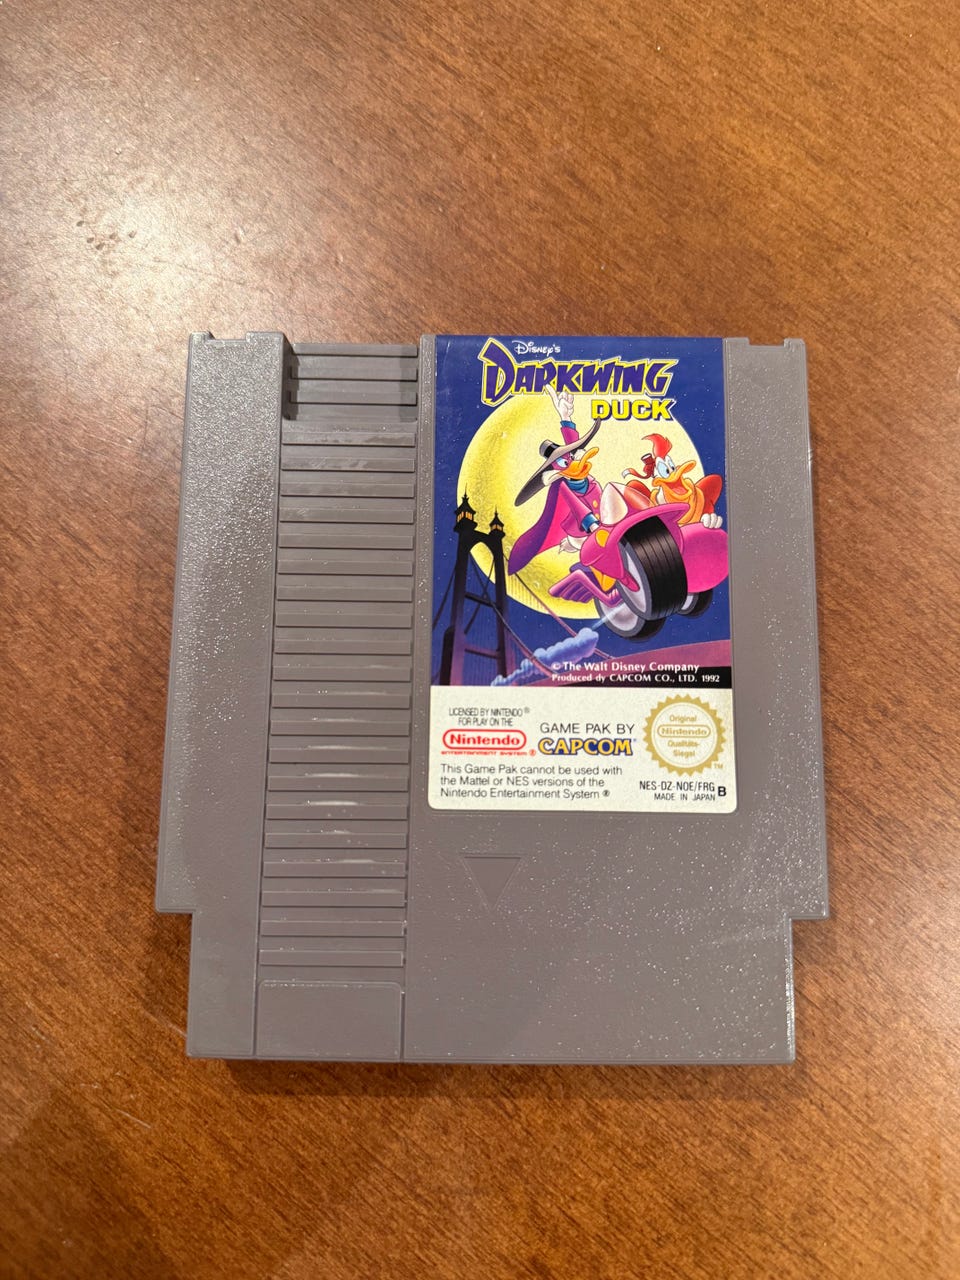 Disney's
DARKWING
DUCK
© The Walt Disney Company
Produced dy CAPCOM CO., LTD. 1992
LICENSED BY NINTENDO®
FOR PLAY ON THE
Nintendo
ENTERTAINMENT SYSTEM®
GAME PAK BY
CAPCOM®
Original
Nintendo
Qualitäts-
Siegel
TM
This Game Pak cannot be used with
the Mattel or NES versions of the
Nintendo Entertainment System ®
NES-DZ-NOE/FRG B
MADE IN JAPAN